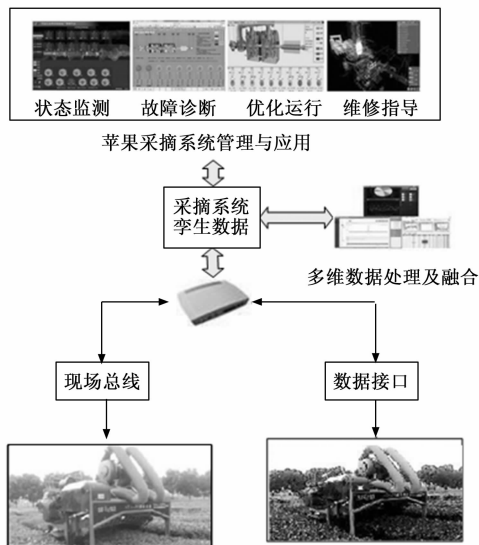 状态监测 故障诊断 优化运行 维修指导
苹果采摘系统管理与应用
采摘系统
孪生数据
多维数据处理及融合
现场总线
数据接口